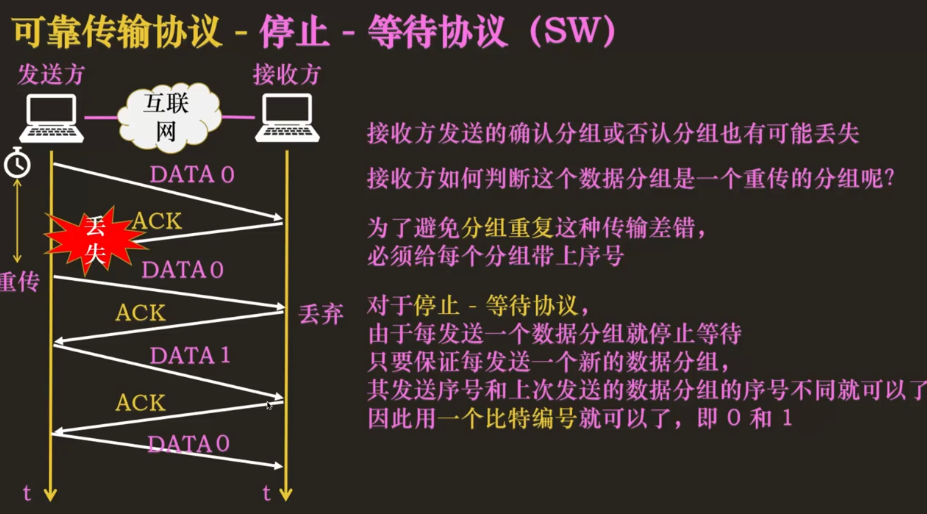 可靠传输协议 - 停止 - 等待协议（SW）
发送方
接收方
互联
网
DATA 0
ACK
丢
失
重传
DATA 0
ACK
丢弃
DATA 1
ACK
DATA 0
t
t
接收方发送的确认分组或否认分组也有可能丢失
接收方如何判断这个数据分组是一个重传的分组呢？
为了避免分组重复这种传输差错，
必须给每个分组带上序号
对于停止 - 等待协议，
由于每发送一个数据分组就停止等待
只要保证每发送一个新的数据分组，
其发送序号和上次发送的数据分组的序号不同就可以了
因此用一个比特编号就可以了，即 0 和 1